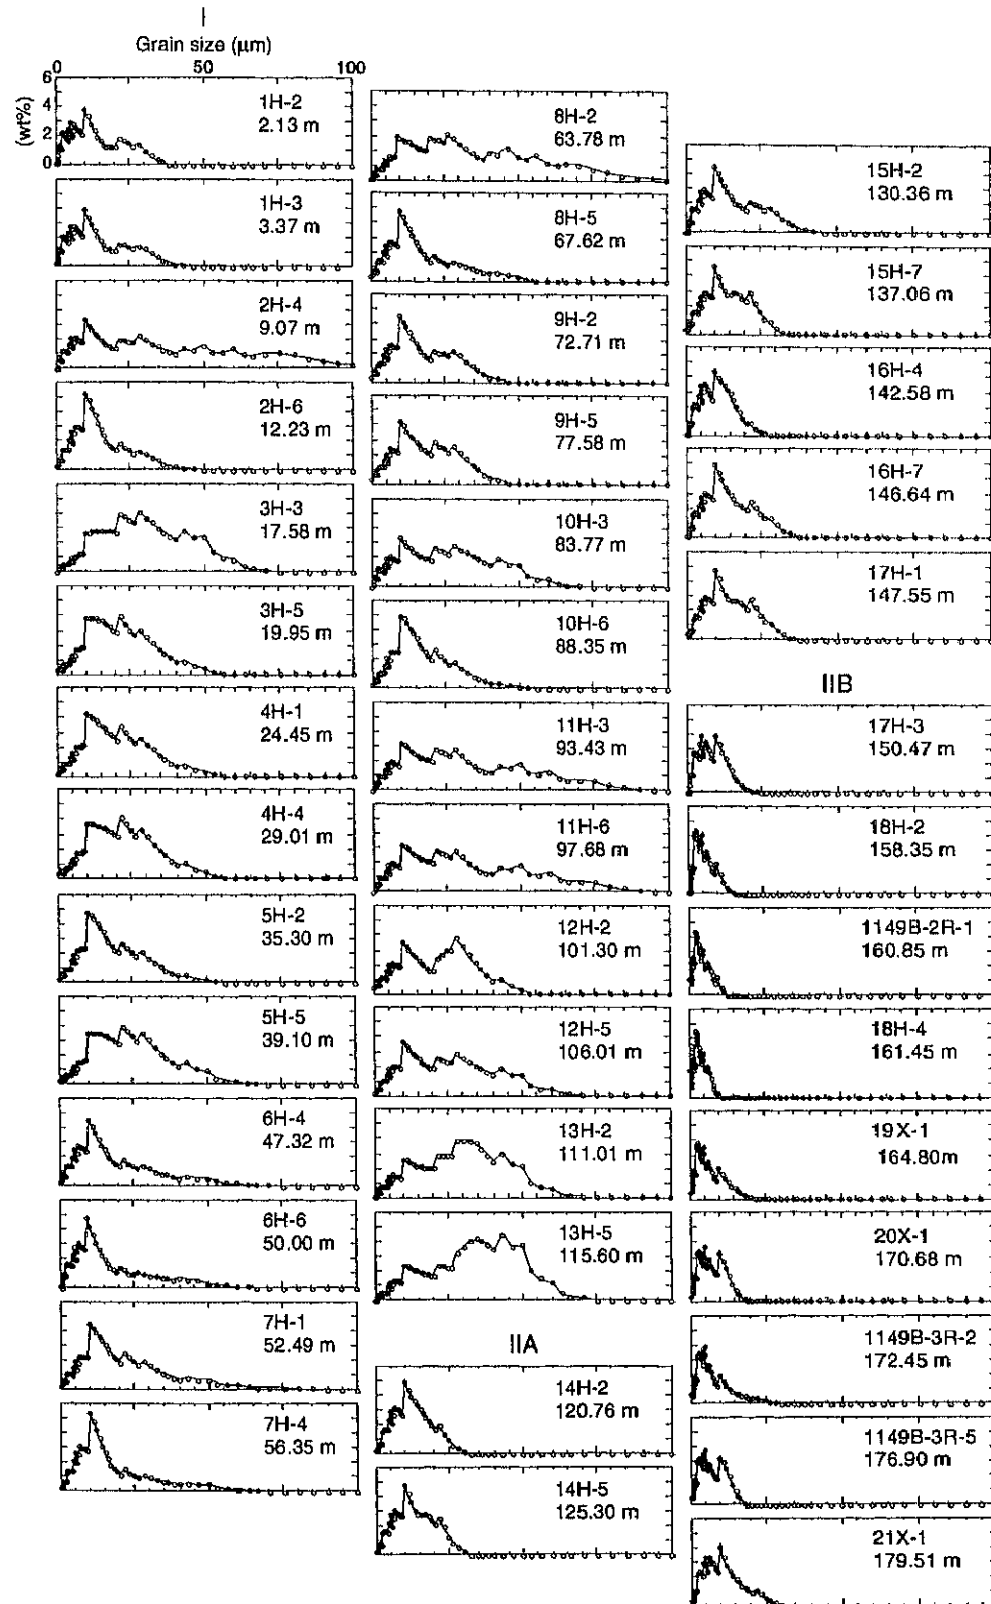 I
Grain size (μm)
0 50 100
6
4
2
0
(wt%)
1H-2
2.13 m
1H-3
3.37 m
2H-4
9.07 m
2H-6
12.23 m
3H-3
17.58 m
3H-5
19.95 m
4H-1
24.45 m
4H-4
29.01 m
5H-2
35.30 m
5H-5
39.10 m
6H-4
47.32 m
6H-6
50.00 m
7H-1
52.49 m
7H-4
56.35 m
8H-2
63.78 m
8H-5
67.62 m
9H-2
72.71 m
9H-5
77.58 m
10H-3
83.77 m
10H-6
88.35 m
11H-3
93.43 m
11H-6
97.68 m
12H-2
101.30 m
12H-5
106.01 m
13H-2
111.01 m
13H-5
115.60 m
IIA
14H-2
120.76 m
14H-5
125.30 m
15H-2
130.36 m
15H-7
137.06 m
16H-4
142.58 m
16H-7
146.64 m
17H-1
147.55 m
IIB
17H-3
150.47 m
18H-2
158.35 m
1149B-2R-1
160.85 m
18H-4
161.45 m
19X-1
164.80m
20X-1
170.68 m
1149B-3R-2
172.45 m
1149B-3R-5
176.90 m
21X-1
179.51 m